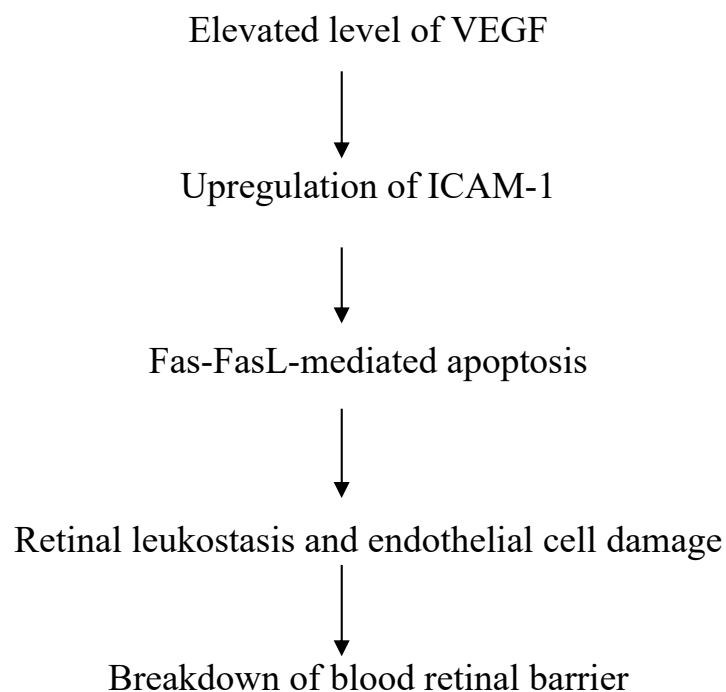 Elevated level of VEGF
Upregulation of ICAM-1
Fas-FasL-mediated apoptosis
Retinal leukostasis and endothelial cell damage
Breakdown of blood retinal barrier